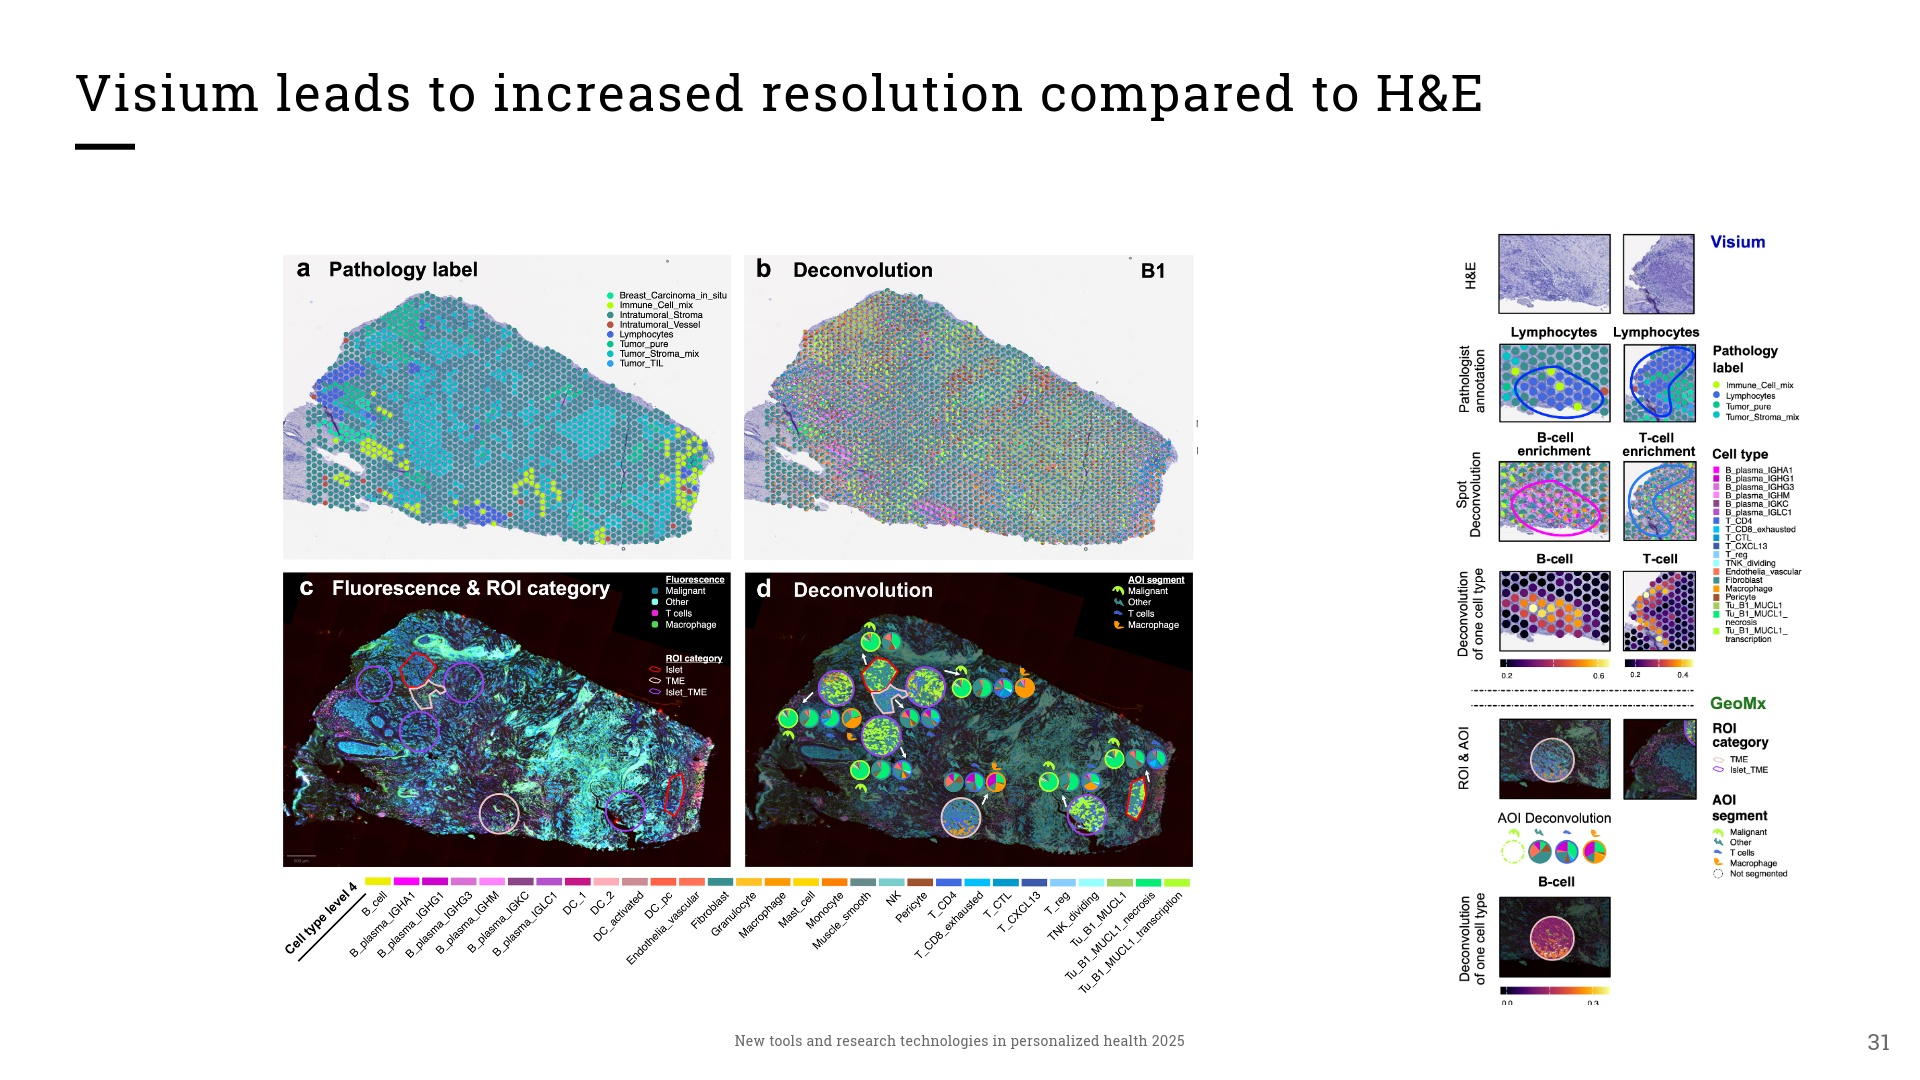 Visium leads to increased resolution compared to H&E
a Pathology label
Breast_Carcinoma_in_situ
Immune_Cell_mix
Intratumoral_Stroma
Intratumoral_Vessel
Lymphocytes
Tumor_pure
Tumor_Stroma_mix
Tumor_TIL
b Deconvolution B1
c Fluorescence & ROI category
Fluorescence
Malignant
Other
T cells
Macrophage
ROI category
Islet
TME
Islet_TME
d Deconvolution
AOI segment
Malignant
Other
T cells
Macrophage
Cell type level 4
B_cell
B_plasma_IGHA1
B_plasma_IGHG1
B_plasma_IGHG3
B_plasma_IGHM
B_plasma_IGKC
B_plasma_IGLC1
DC_1
DC_2
DC_activated
DC_pc
Endothelia_vascular
Fibroblast
Granulocyte
Macrophage
Mast_cell
Monocyte
Muscle_smooth
NK
Pericyte
T_CD4
T_CD8_exhausted
T_CTL
T_CXCL13
T_reg
TNK_dividing
Tu_B1_MUCL1
Tu_B1_MUCL1_necrosis
Tu_B1_MUCL1_transcription
Visium
H&E
Lymphocytes Lymphocytes
Pathologist
annotation
Pathology
label
Immune_Cell_mix
Lymphocytes
Tumor_pure
Tumor_Stroma_mix
B-cell
enrichment
T-cell
enrichment
Spot
Deconvolution
Cell type
B_plasma_IGHA1
B_plasma_IGHG1
B_plasma_IGHG3
B_plasma_IGHM
B_plasma_IGKC
B_plasma_IGLC1
T_CD4
T_CD8_exhausted
T_CTL
T_CXCL13
T_reg
TNK_dividing
Endothelia_vascular
Fibroblast
Macrophage
Pericyte
Tu_B1_MUCL1
Tu_B1_MUCL1_
necrosis
Tu_B1_MUCL1_
transcription
B-cell T-cell
Deconvolution
of one cell type
0.2 0.6 0.2 0.4
GeoMx
ROI & AOI
ROI
category
TME
Islet_TME
AOI Deconvolution
AOI
segment
Malignant
Other
T cells
Macrophage
Not segmented
B-cell
Deconvolution
of one cell type
0.0 0.3
New tools and research technologies in personalized health 2025
31